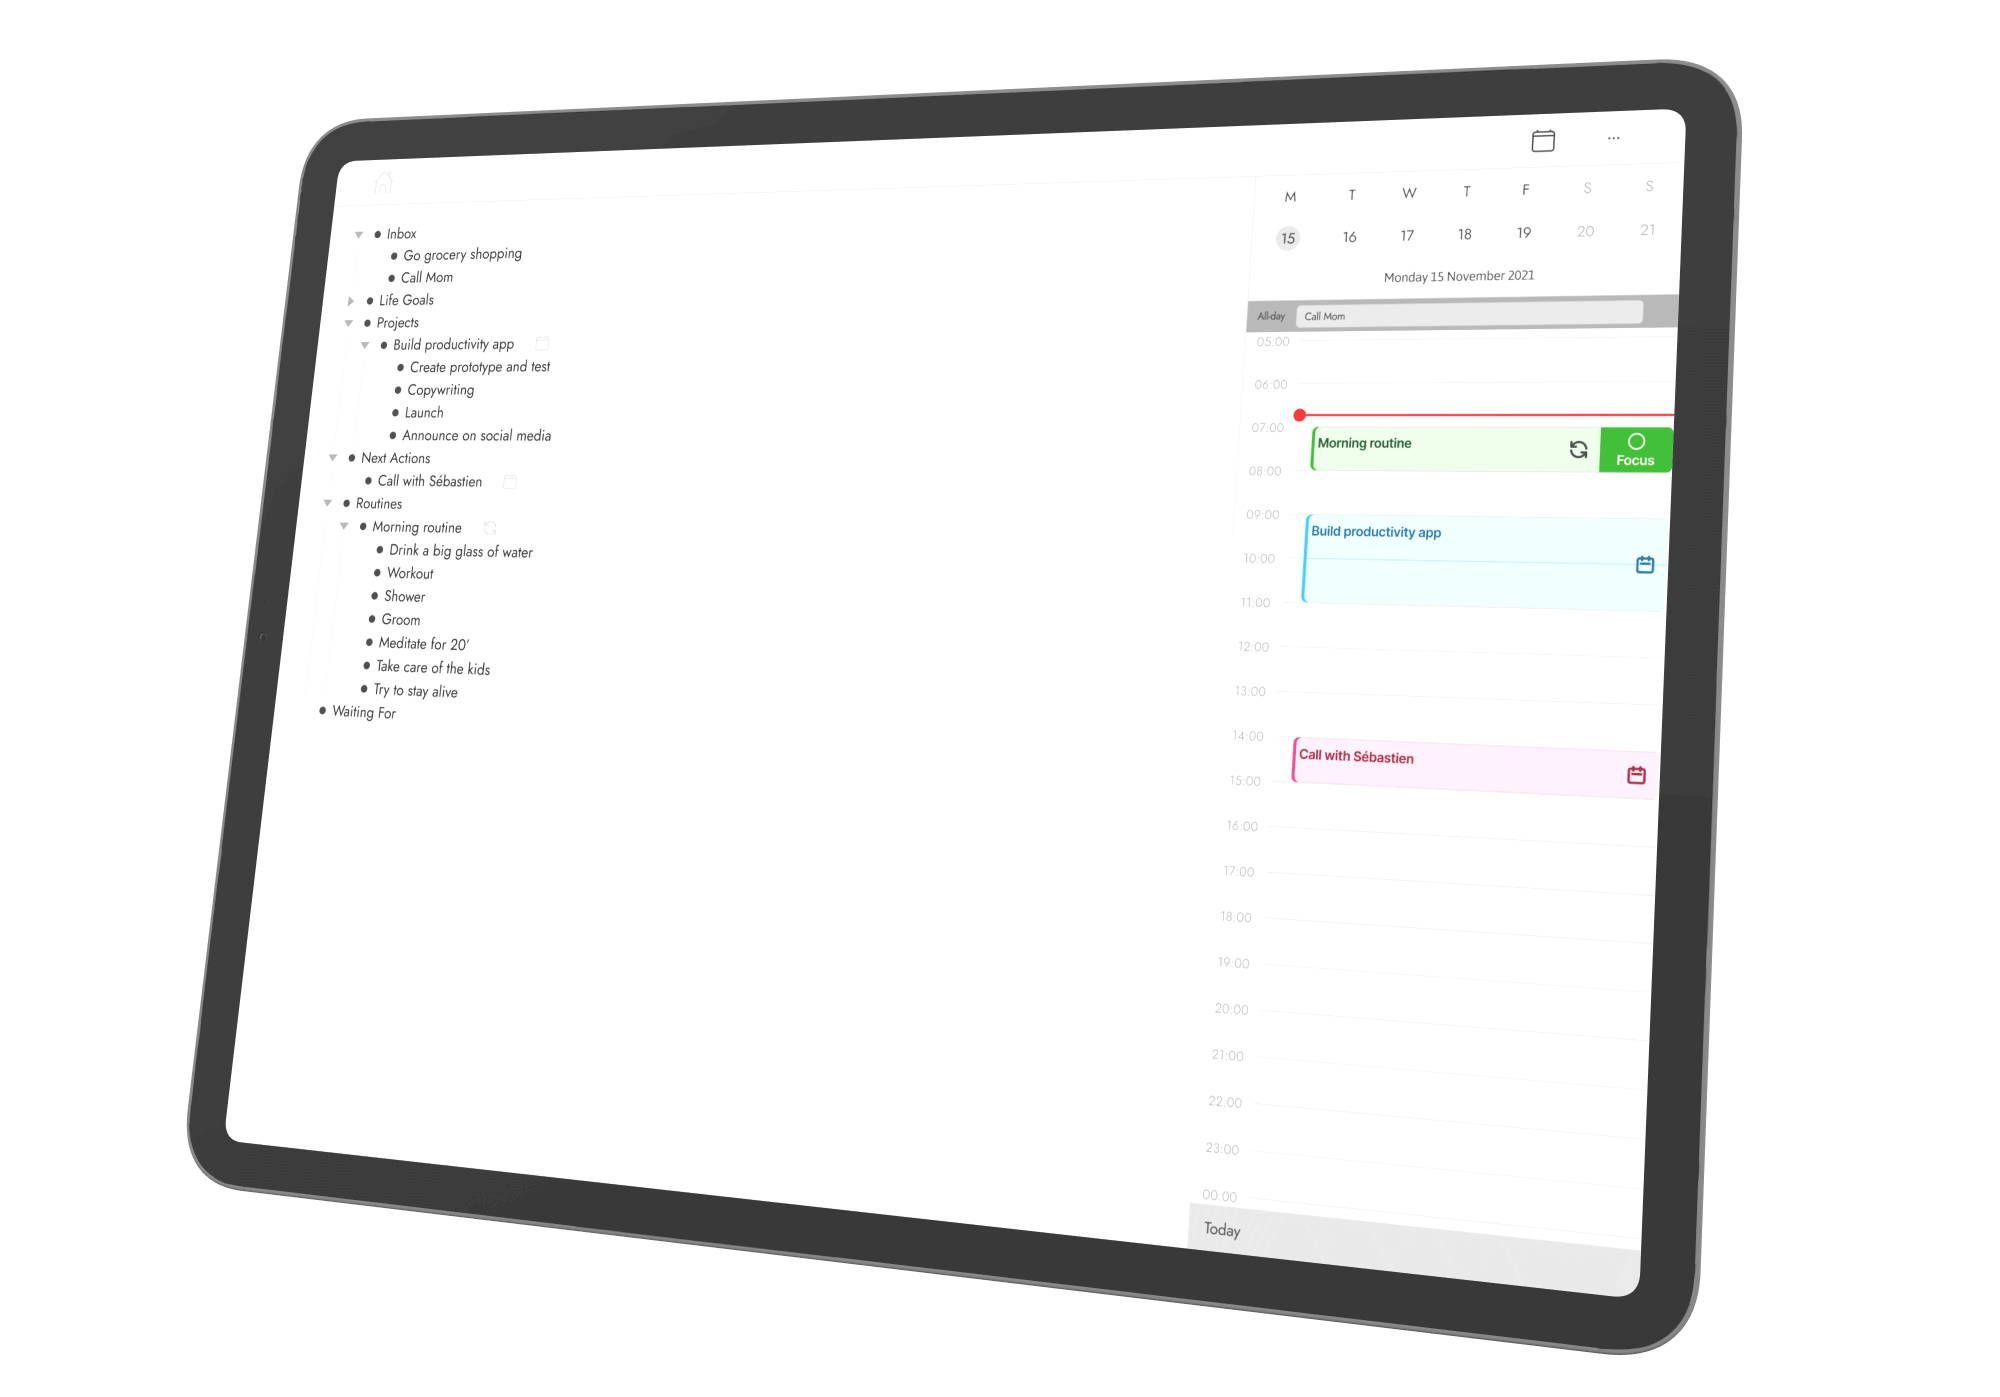 ...
Inbox
Go grocery shopping
Call Mom
Life Goals
Projects
Build productivity app
Create prototype and test
Copywriting
Launch
Announce on social media
Next Actions
Call with Sébastien
Routines
Morning routine
Drink a big glass of water
Workout
Shower
Groom
Meditate for 20'
Take care of the kids
Try to stay alive
Waiting For
M T W T F S S
15 16 17 18 19 20 21
Monday 15 November 2021
All-day Call Mom
05:00
06:00
07:00
Morning routine
Focus
08:00
09:00
Build productivity app
10:00
11:00
12:00
13:00
14:00
Call with Sébastien
15:00
16:00
17:00
18:00
19:00
20:00
21:00
22:00
23:00
00:00
Today